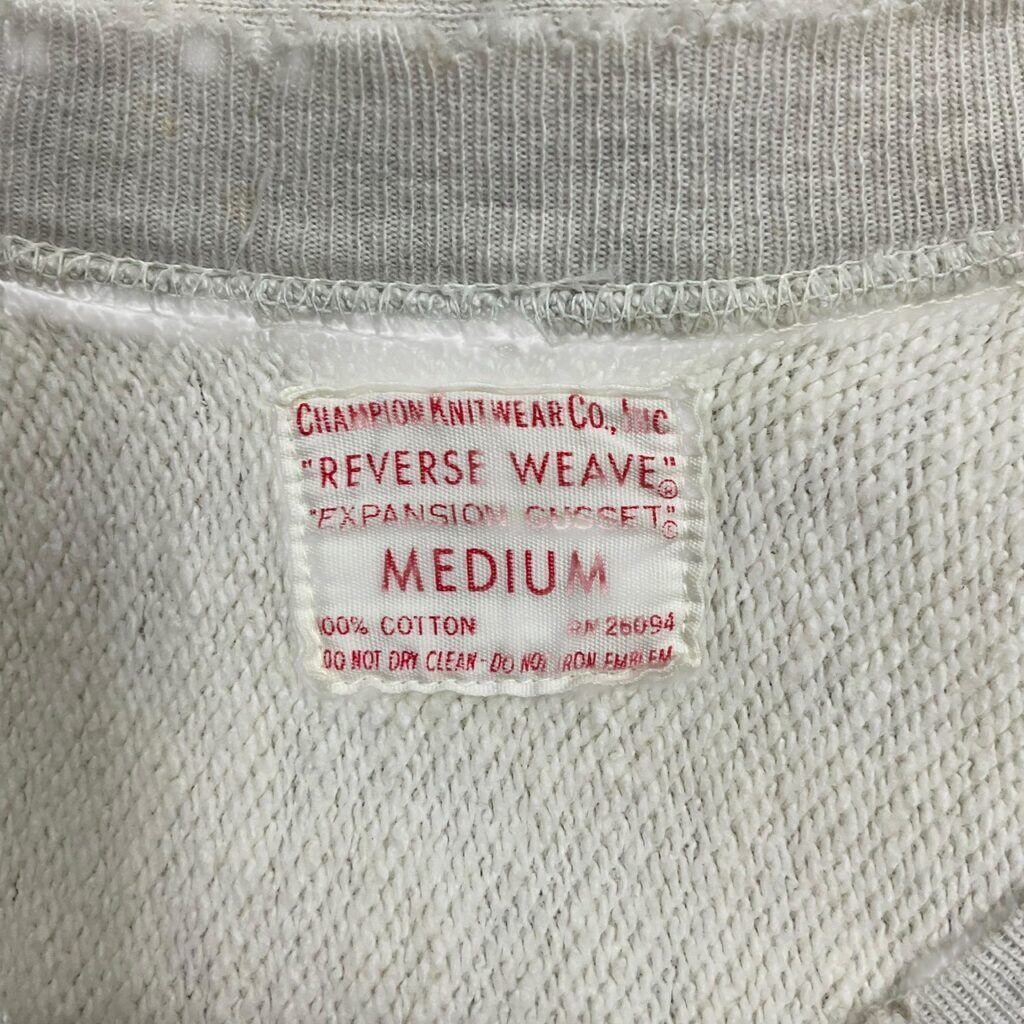 CHAMPION KNITWEAR CO., INC
"REVERSE WEAVE"®
"EXPANSION GUSSET"®
MEDIUM
100% COTTON RN 26094
DO NOT DRY CLEAN-DO NOT IRON EMBLEM